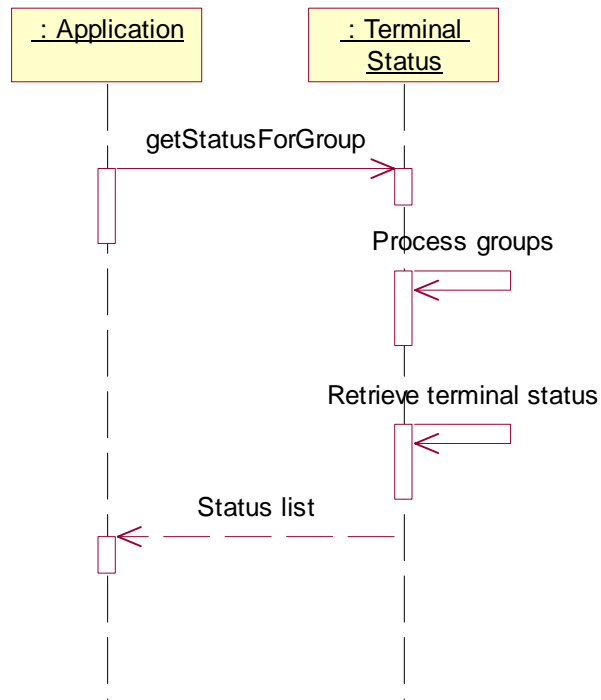 : Application
: Terminal
Status
getStatusForGroup
Process groups
Retrieve terminal status
Status list